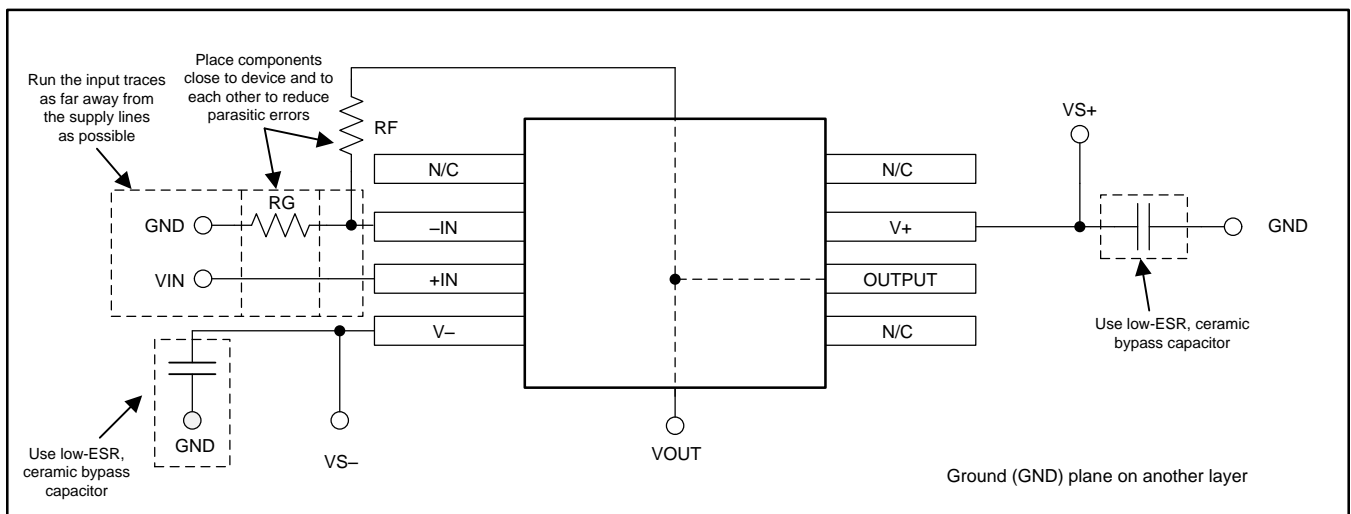 Run the input traces
as far away from
the supply lines
as possible
Place components
close to device and to
each other to reduce
parasitic errors
RF
N/C
RG
GND
–IN
VIN
+IN
V–
GND
Use low-ESR,
ceramic bypass
capacitor
VS–
VOUT
N/C
V+
OUTPUT
N/C
VS+
GND
Use low-ESR, ceramic
bypass capacitor
Ground (GND) plane on another layer